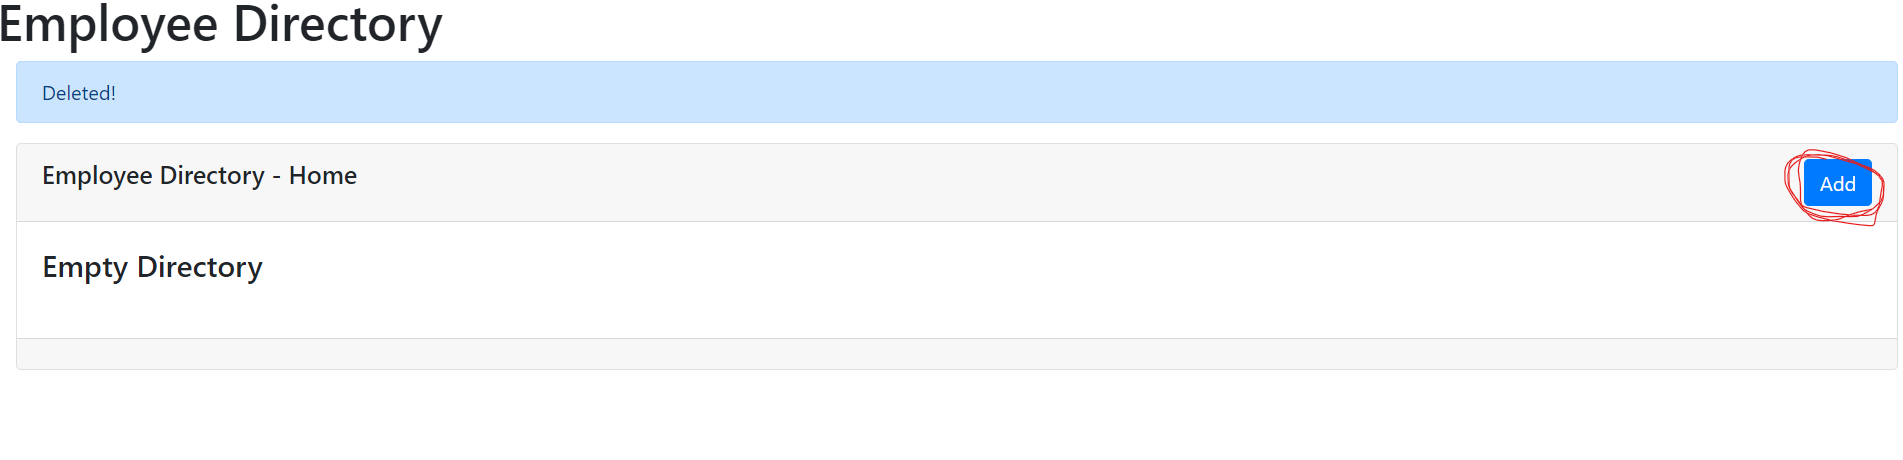 Employee Directory
Deleted!
Employee Directory - Home
Add
Empty Directory